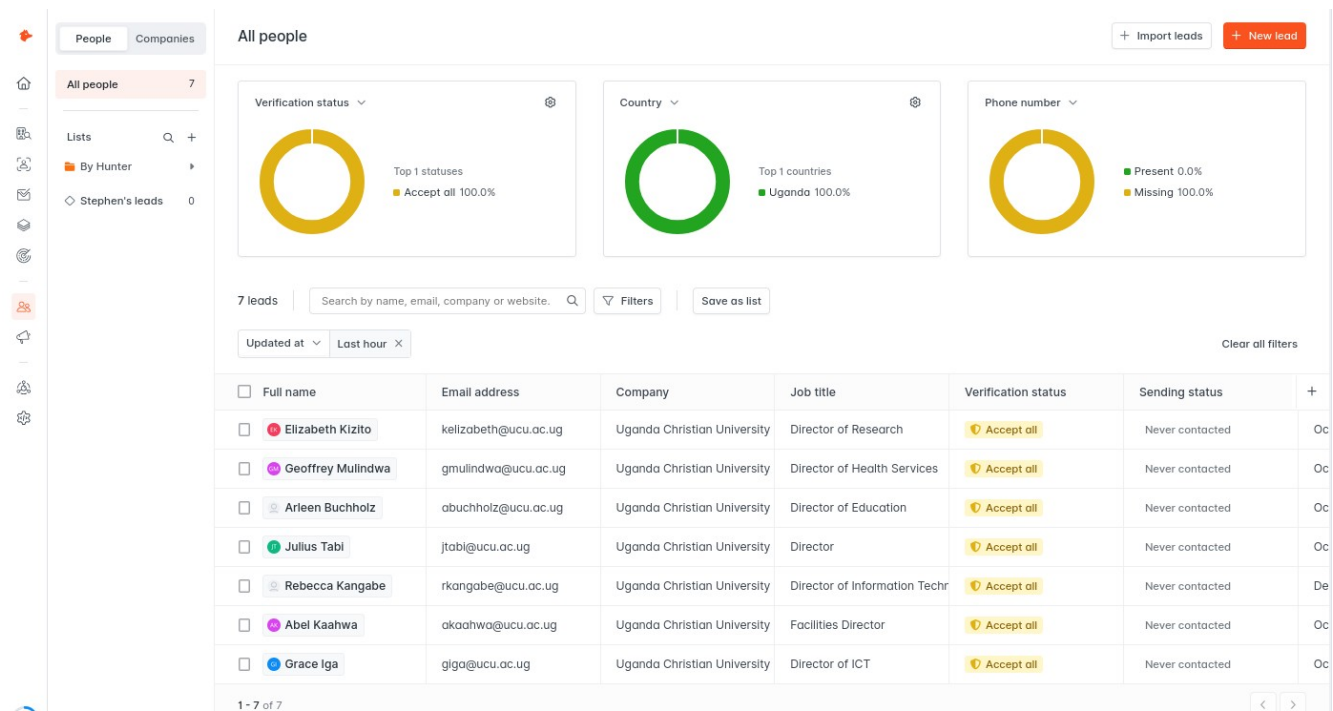 People Companies
All people 7
Lists
By Hunter
Stephen's leads 0
All people
Import leads
New lead
Verification status
Top 1 statuses
Accept all 100.0%
Country
Top 1 countries
Uganda 100.0%
Phone number
Present 0.0%
Missing 100.0%
7 leads
Search by name, email, company or website.
Filters
Save as list
Updated at Last hour
Clear all filters
Full name Email address Company Job title Verification status Sending status
EK Elizabeth Kizito kelizabeth@ucu.ac.ug Uganda Christian University Director of Research Accept all Never contacted Oc
GM Geoffrey Mulindwa gmulindwa@ucu.ac.ug Uganda Christian University Director of Health Services Accept all Never contacted Oc
Arleen Buchholz abuchholz@ucu.ac.ug Uganda Christian University Director of Education Accept all Never contacted Oc
JT Julius Tabi jtabi@ucu.ac.ug Uganda Christian University Director Accept all Never contacted Oc
Rebecca Kangabe rkangabe@ucu.ac.ug Uganda Christian University Director of Information Techr Accept all Never contacted De
AK Abel Kaahwa akaahwa@ucu.ac.ug Uganda Christian University Facilities Director Accept all Never contacted Oc
GI Grace Iga giga@ucu.ac.ug Uganda Christian University Director of ICT Accept all Never contacted Oc
1 - 7 of 7